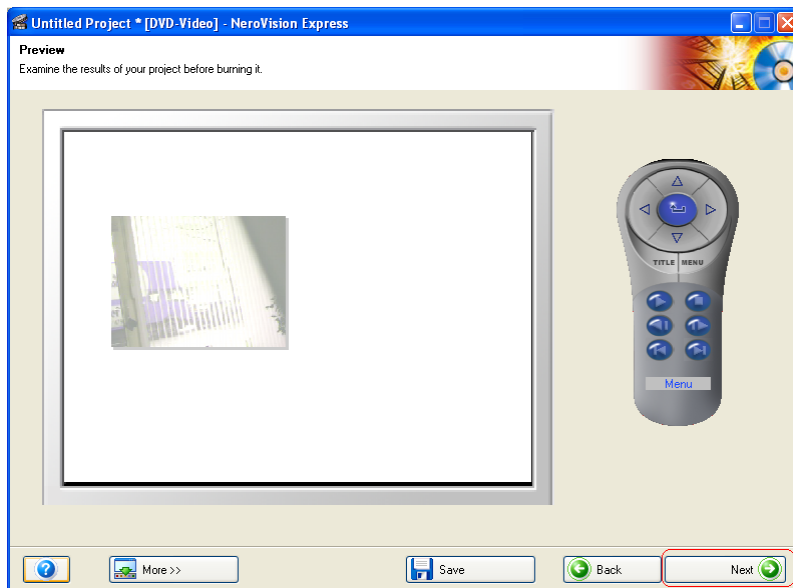 Untitled Project * [DVD-Video] - NeroVision Express
Preview
Examine the results of your project before burning it.
TITLE MENU
Menu
? More >> Save Back Next